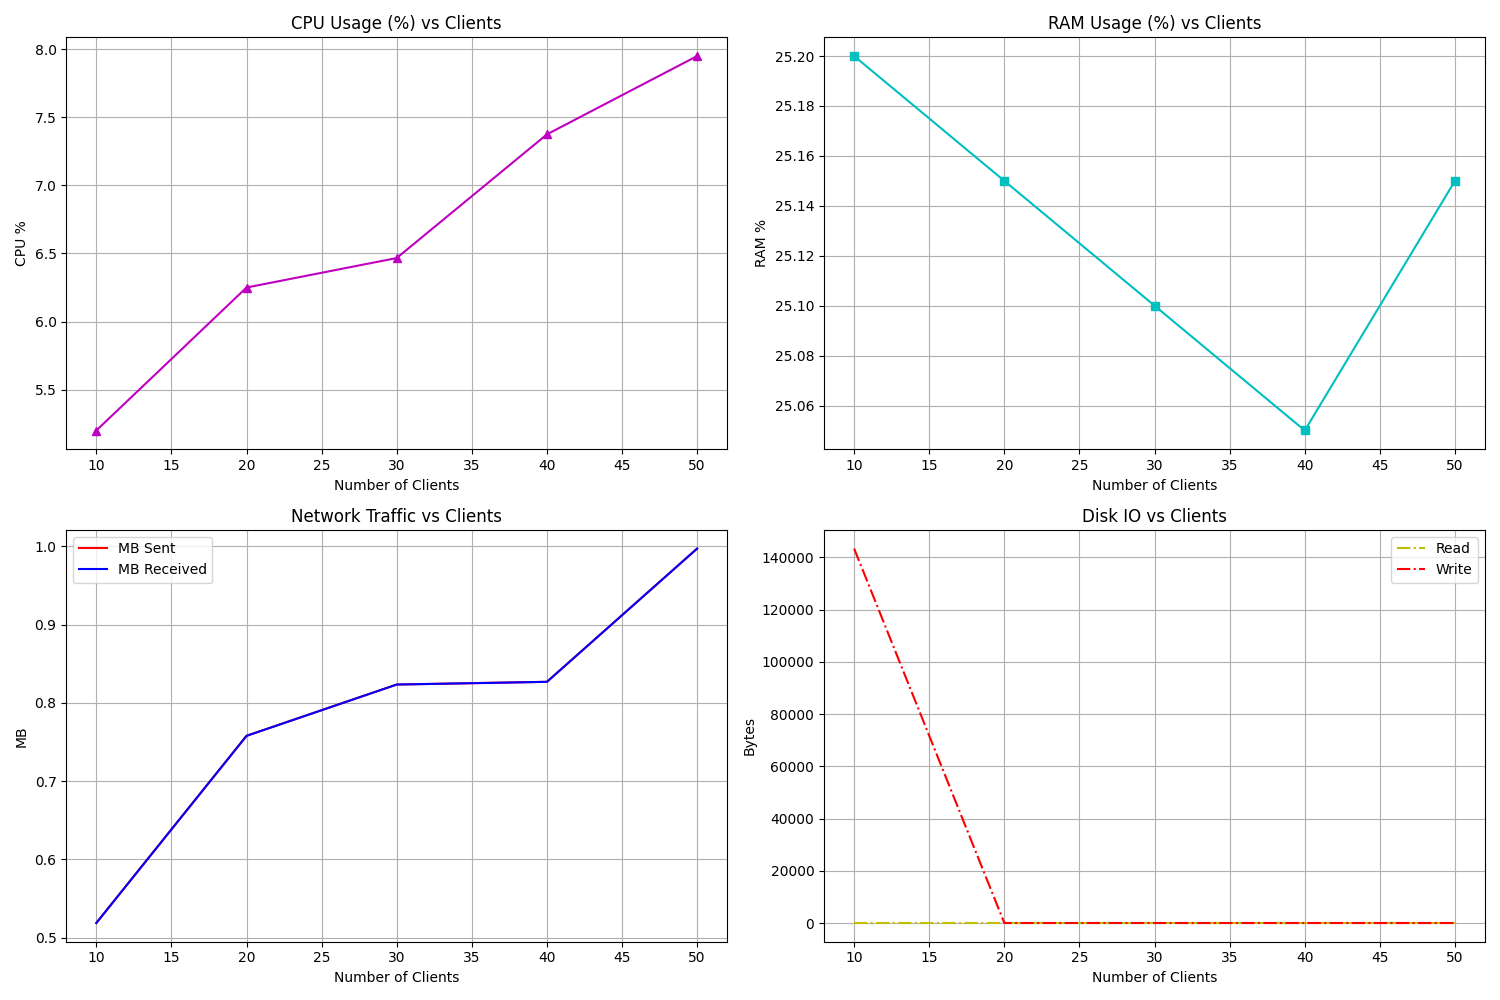 CPU Usage (%) vs Clients
CPU %
8.0
7.5
7.0
6.5
6.0
5.5
10 15 20 25 30 35 40 45 50
Number of Clients
RAM Usage (%) vs Clients
RAM %
25.20
25.18
25.16
25.14
25.12
25.10
25.08
25.06
10 15 20 25 30 35 40 45 50
Number of Clients
Network Traffic vs Clients
MB Sent
MB Received
MB
1.0
0.9
0.8
0.7
0.6
0.5
10 15 20 25 30 35 40 45 50
Number of Clients
Disk IO vs Clients
Read
Write
Bytes
140000
120000
100000
80000
60000
40000
20000
0
10 15 20 25 30 35 40 45 50
Number of Clients